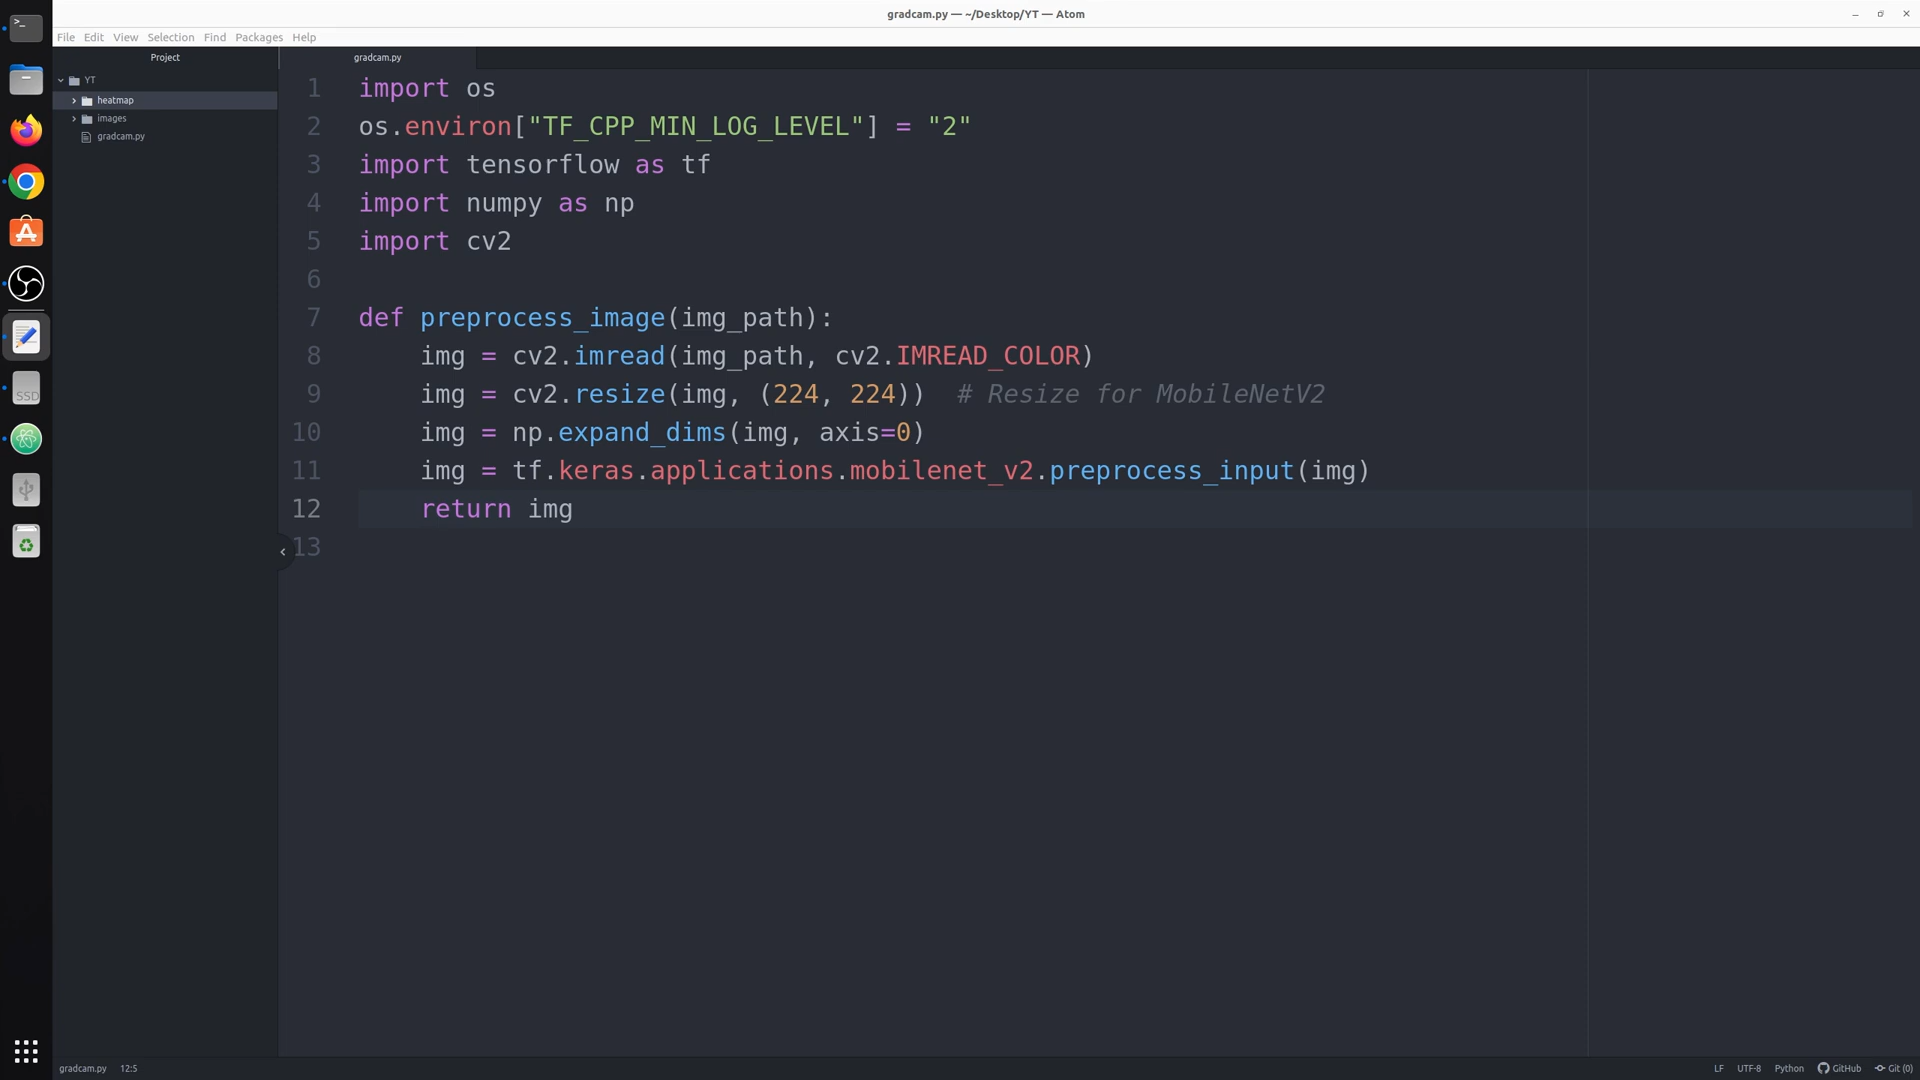 gradcam.py — ~/Desktop/YT — Atom
File Edit View Selection Find Packages Help
Project
YT
heatmap
images
gradcam.py
gradcam.py
1 import os
2 os.environ["TF_CPP_MIN_LOG_LEVEL"] = "2"
3 import tensorflow as tf
4 import numpy as np
5 import cv2
6
7 def preprocess_image(img_path):
8     img = cv2.imread(img_path, cv2.IMREAD_COLOR)
9     img = cv2.resize(img, (224, 224))  # Resize for MobileNetV2
10     img = np.expand_dims(img, axis=0)
11     img = tf.keras.applications.mobilenet_v2.preprocess_input(img)
12     return img
13
SSD
gradcam.py 12:5
LF UTF-8 Python GitHub Git (0)